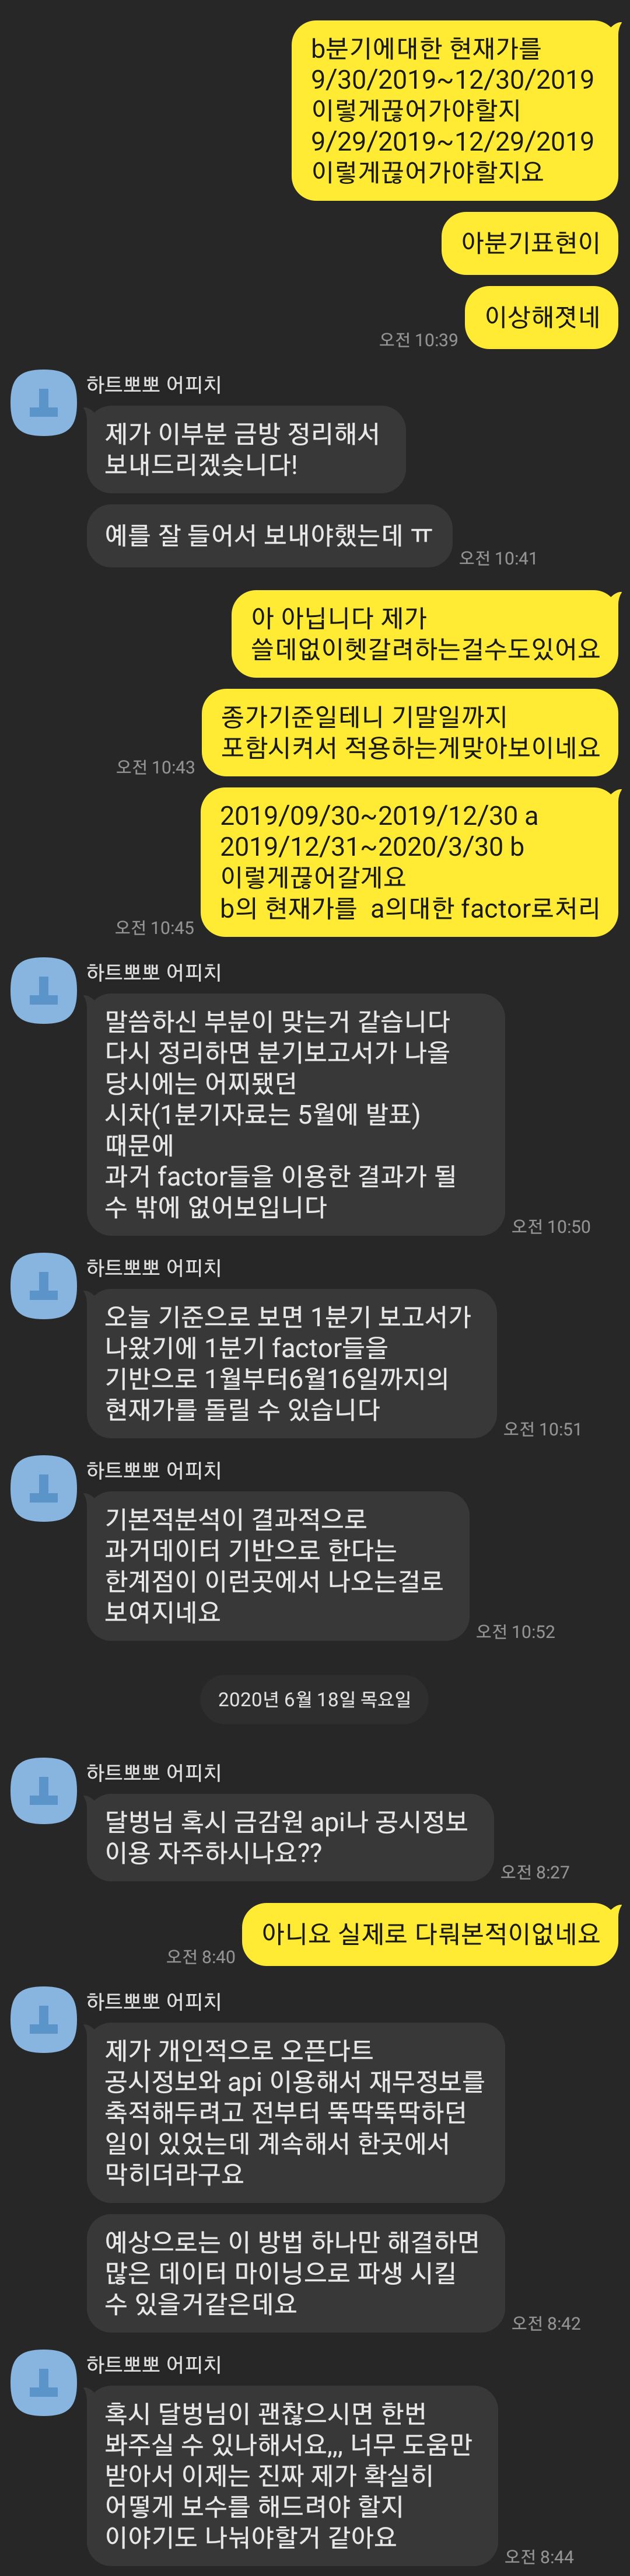 b분기에대한 현재가를
9/30/2019~12/30/2019
이렇게끊어가야할지
9/29/2019~12/29/2019
이렇게끊어가야할지요
아분기표현이
이상해졋네
오전 10:39
하트뽀뽀 어피치
제가 이부분 금방 정리해서
보내드리겠슺니다!
예를 잘 들어서 보내야했는데 ㅠ
오전 10:41
아 아닙니다 제가
쓸데없이헷갈려하는걸수도있어요
종가기준일테니 기말일까지
포함시켜서 적용하는게맞아보이네요
오전 10:43
2019/09/30~2019/12/30 a
2019/12/31~2020/3/30 b
이렇게끊어갈게요
b의 현재가를 a의대한 factor로처리
오전 10:45
하트뽀뽀 어피치
말씀하신 부분이 맞는거 같습니다
다시 정리하면 분기보고서가 나올
당시에는 어찌됐던
시차(1분기자료는 5월에 발표)
때문에
과거 factor들을 이용한 결과가 될
수 밖에 없어보입니다
오전 10:50
하트뽀뽀 어피치
오늘 기준으로 보면 1분기 보고서가
나왔기에 1분기 factor들을
기반으로 1월부터6월16일까지의
현재가를 돌릴 수 있습니다
오전 10:51
하트뽀뽀 어피치
기본적분석이 결과적으로
과거데이터 기반으로 한다는
한계점이 이런곳에서 나오는걸로
보여지네요
오전 10:52
2020년 6월 18일 목요일
하트뽀뽀 어피치
달벙님 혹시 금감원 api나 공시정보
이용 자주하시나요??
오전 8:27
아니요 실제로 다뤄본적이없네요
오전 8:40
하트뽀뽀 어피치
제가 개인적으로 오픈다트
공시정보와 api 이용해서 재무정보를
축적해두려고 전부터 뚝딱뚝딱하던
일이 있었는데 계속해서 한곳에서
막히더라구요
예상으로는 이 방법 하나만 해결하면
많은 데이터 마이닝으로 파생 시킬
수 있을거같은데요
오전 8:42
하트뽀뽀 어피치
혹시 달벙님이 괜찮으시면 한번
봐주실 수 있나해서요,,, 너무 도움만
받아서 이제는 진짜 제가 확실히
어떻게 보수를 해드려야 할지
이야기도 나눠야할거 같아요
오전 8:44